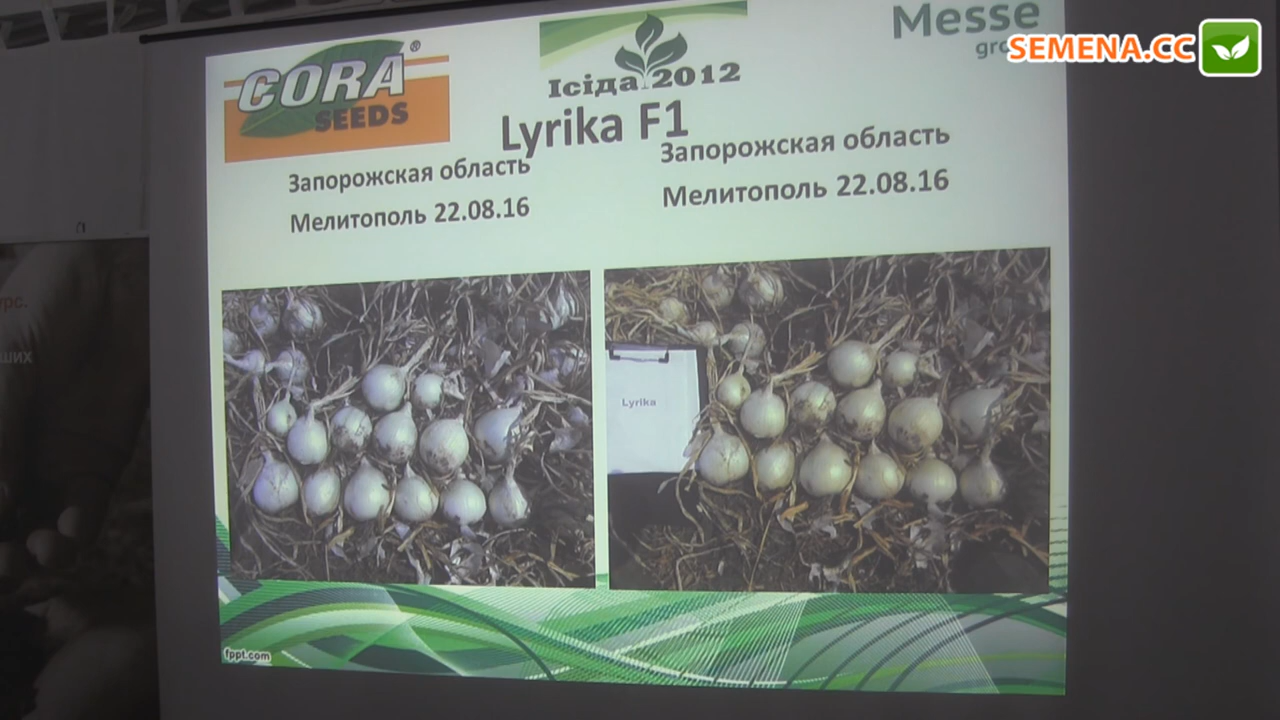 CORA ®
SEEDS
Ісіда 2012
Messe
SEMENA.CC
Lyrika F1
Запорожская область
Мелитополь 22.08.16
Запорожская область
Мелитополь 22.08.16
Lyrika
fppt.com